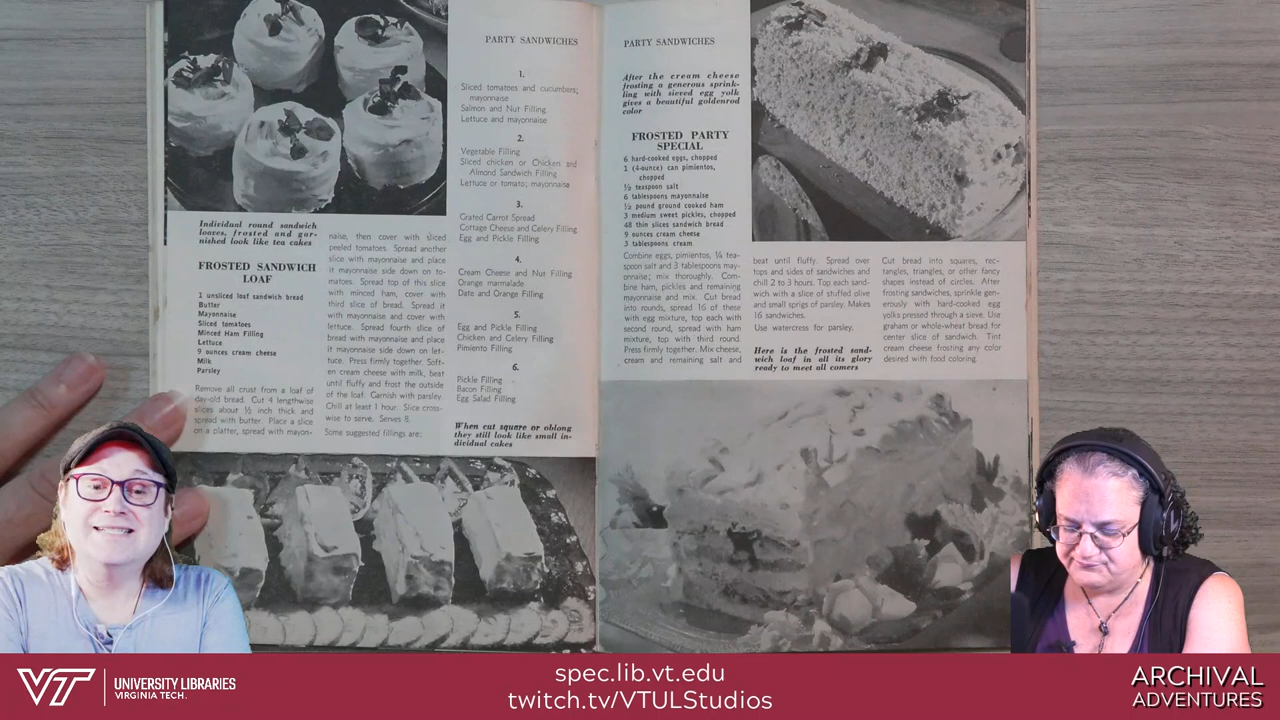 Individual round sandwich
loaves, frosted and gar-
nished look like tea cakes
FROSTED SANDWICH
LOAF
1 unsliced loaf sandwich bread
Butter
Mayonnaise
Sliced tomatoes
Minced Ham Filling
Lettuce
9 ounces cream cheese
Milk
Parsley
Remove all crust from a loaf of
day-old bread. Cut 4 lengthwise
slices about ½ inch thick and
spread with butter. Place a slice
on a platter, spread with mayon-
naise, then cover with sliced
peeled tomatoes. Spread another
slice with mayonnaise and place
it mayonnaise side down on to-
matoes. Spread top of this slice
with minced ham, cover with
third slice of bread. Spread it
with mayonnaise and cover with
lettuce. Spread fourth slice of
bread with mayonnaise and place
it mayonnaise side down on let-
tuce. Press firmly together. Soft-
en cream cheese with milk, beat
until fluffy and frost the outside
of the loaf. Garnish with parsley.
Chill at least 1 hour. Slice cross-
wise to serve. Serves 8.
Some suggested fillings are:
PARTY SANDWICHES
1.
Sliced tomatoes and cucumbers;
mayonnaise
Salmon and Nut Filling
Lettuce and mayonnaise
2.
Vegetable Filling
Sliced chicken or Chicken and
Almond Sandwich Filling
Lettuce or tomato; mayonnaise
3.
Grated Carrot Spread
Cottage Cheese and Celery Filling
Egg and Pickle Filling
4.
Cream Cheese and Nut Filling
Orange marmalade
Date and Orange Filling
5.
Egg and Pickle Filling
Chicken and Celery Filling
Pimiento Filling
6.
Pickle Filling
Bacon Filling
Egg Salad Filling
When cut square or oblong
they still look like small in-
dividual cakes
PARTY SANDWICHES
After the cream cheese
frosting a generous sprink-
ling with sieved egg yolk
gives a beautiful goldenrod
color
FROSTED PARTY
SPECIAL
6 hard-cooked eggs, chopped
1 (4-ounce) can pimientos,
chopped
½ teaspoon salt
6 tablespoons mayonnaise
½ pound ground cooked ham
3 medium sweet pickles, chopped
48 thin slices sandwich bread
9 ounces cream cheese
3 tablespoons cream
Combine eggs, pimientos, ¼ tea-
spoon salt and 3 tablespoons may-
onnaise; mix thoroughly. Com-
bine ham, pickles and remaining
mayonnaise and mix. Cut bread
into rounds, spread 16 of these
with egg mixture, top each with
second round, spread with ham
mixture, top with third round.
Press firmly together. Mix cheese,
cream and remaining salt and
beat until fluffy. Spread over
tops and sides of sandwiches and
chill 2 to 3 hours. Top each sand-
wich with a slice of stuffed olive
and small sprigs of parsley. Makes
16 sandwiches.
Use watercress for parsley.
Here is the frosted sand-
wich loaf in all its glory
ready to meet all comers
Cut bread into squares, rec-
tangles, triangles, or other fancy
shapes instead of circles. After
frosting sandwiches, sprinkle gen-
erously with hard-cooked egg
yolks pressed through a sieve. Use
graham or whole-wheat bread for
center slice of sandwich. Tint
cream cheese frosting any color
desired with food coloring.
VT
UNIVERSITY LIBRARIES
VIRGINIA TECH.
spec.lib.vt.edu
twitch.tv/VTULStudios
ARCHIVAL
ADVENTURES